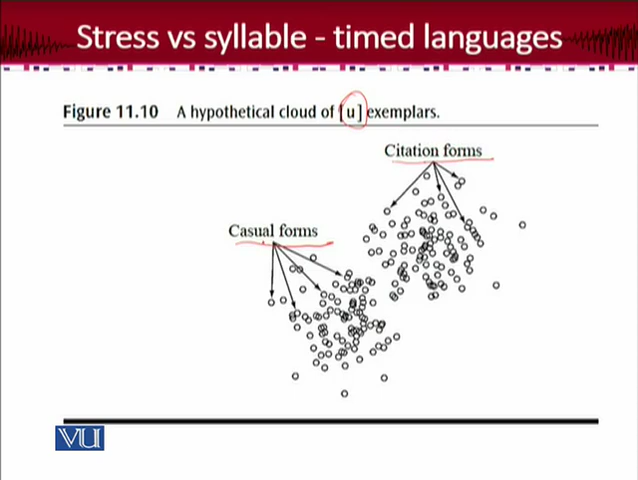 Stress vs syllable - timed languages
Figure 11.10 A hypothetical cloud of [u] exemplars.
Citation forms
Casual forms
VU